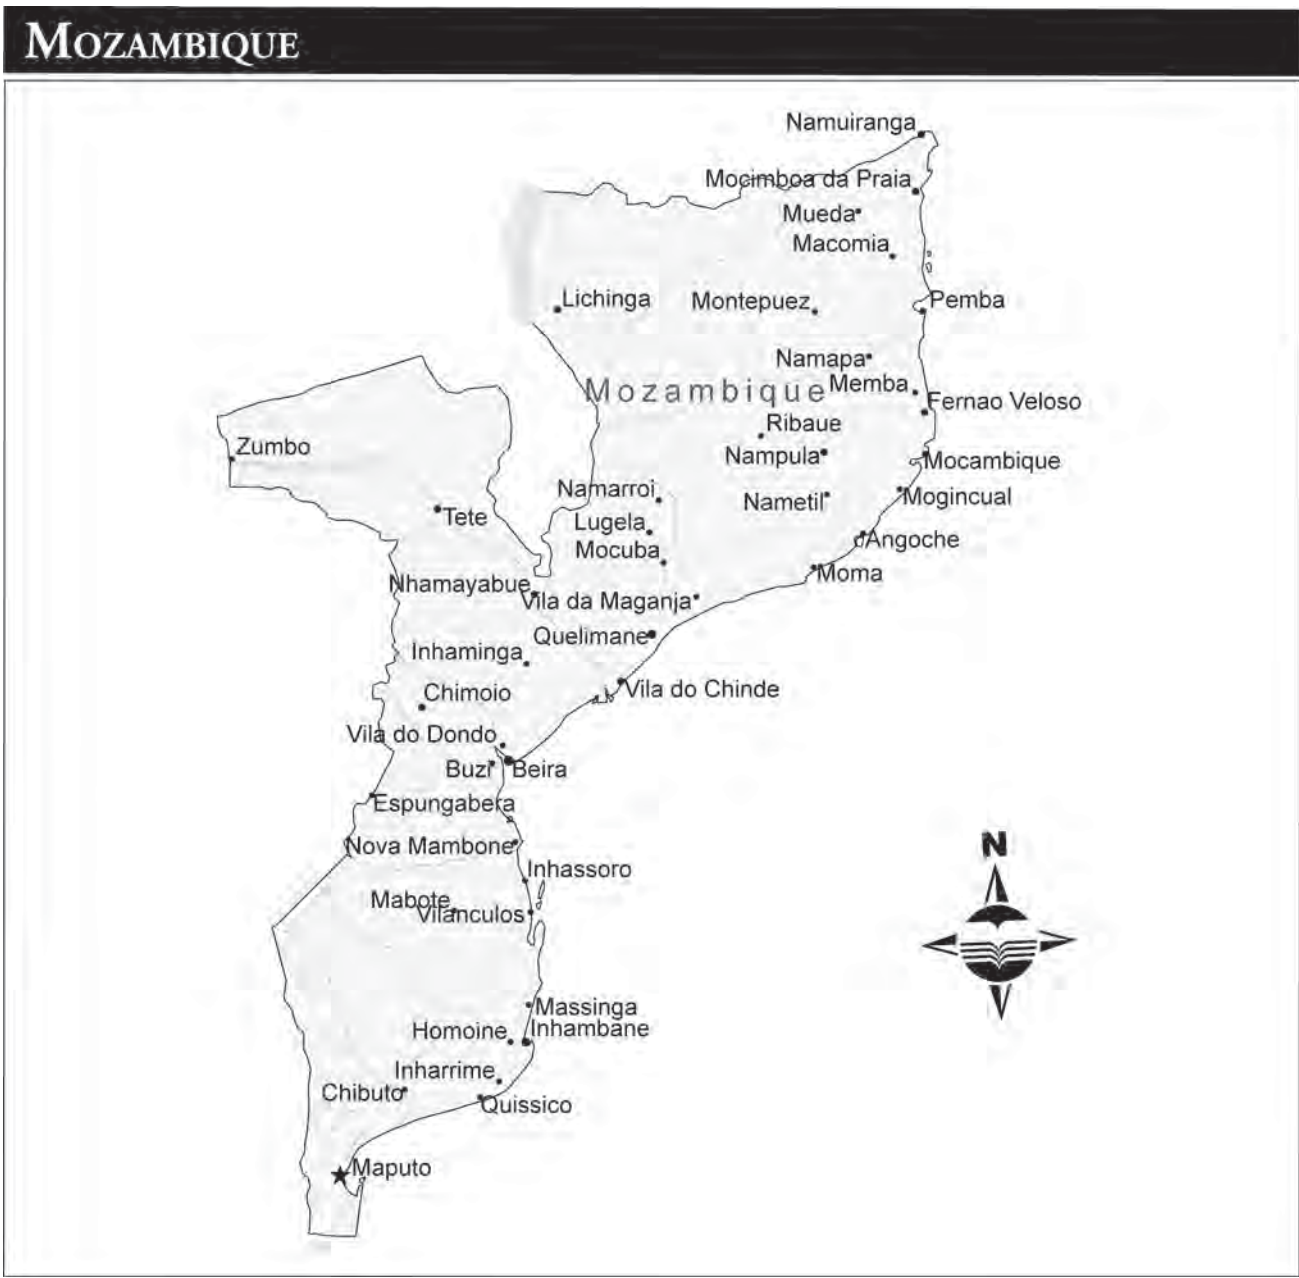 MOZAMBIQUE
Namuiranga
Mocimboa da Praia
Mueda
Macomia
Lichinga
Montepuez
Pemba
Namapa
Mozambique
Memba
Fernao Veloso
Ribaue
Zumbo
Nampula
Mocambique
Namarroi
Nametil
Mogincual
Tete
Lugela
Angoche
Mocuba
Moma
Nhamayabue
Vila da Maganja
Quelimane
Inhaminga
Chimoio
Vila do Chinde
Vila do Dondo
Buzi
Beira
Espungabera
N
Nova Mambone
Inhassoro
Mabote
Vilanculos
Massinga
Homoine
Inhambane
Inharrime
Chibuto
Quissico
Maputo